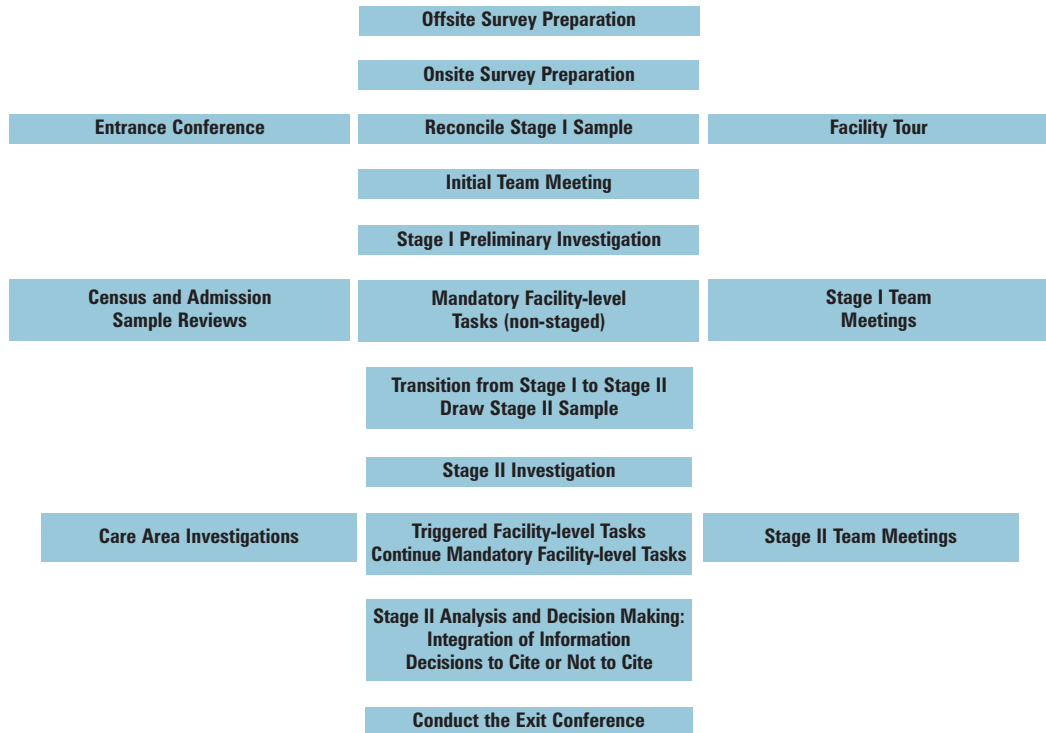 Offsite Survey Preparation
Onsite Survey Preparation
Entrance Conference
Reconcile Stage I Sample
Facility Tour
Initial Team Meeting
Stage I Preliminary Investigation
Census and Admission
Sample Reviews
Mandatory Facility-level
Tasks (non-staged)
Stage I Team
Meetings
Transition from Stage I to Stage II
Draw Stage II Sample
Stage II Investigation
Care Area Investigations
Triggered Facility-level Tasks
Continue Mandatory Facility-level Tasks
Stage II Team Meetings
Stage II Analysis and Decision Making:
Integration of Information
Decisions to Cite or Not to Cite
Conduct the Exit Conference